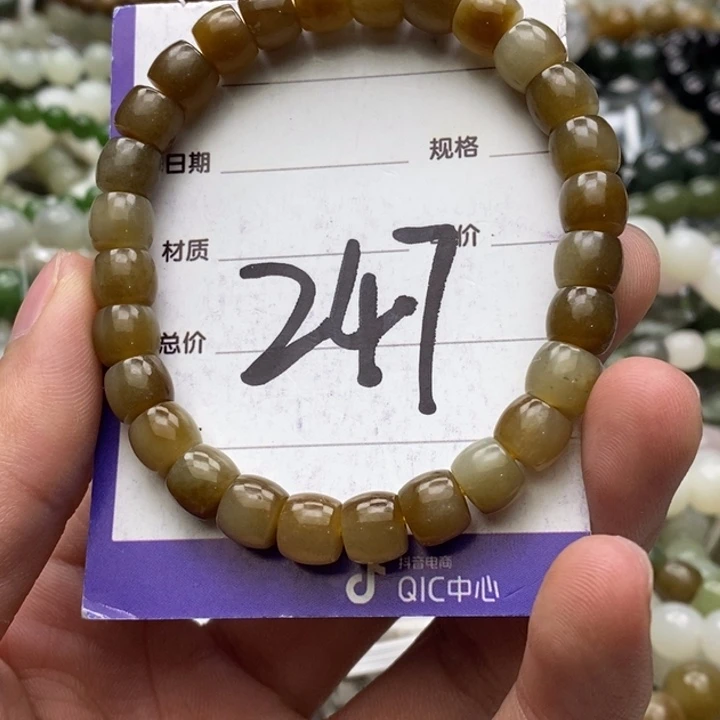 日期 规格
材质 价
247
总价
抖音电商
QIC中心